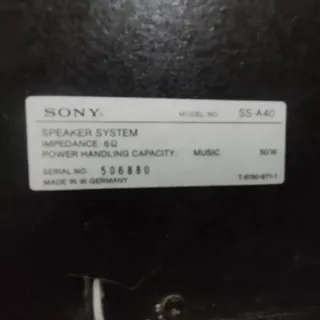 SONY. MODEL NO. SS-A40
SPEAKER SYSTEM
IMPEDANCE: 6Ω
POWER HANDLING CAPACITY: MUSIC 50W
SERIAL NO. 506880
MADE IN W. GERMANY